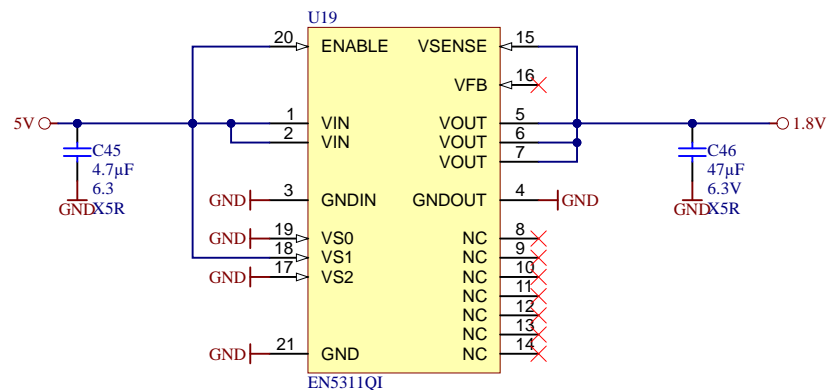 U19
20 ENABLE VSENSE 15
VFB 16
5V 1 VIN VOUT 5 1.8V
2 VIN VOUT 6
VOUT 7
C45 C46
4.7µF 47µF
6.3 6.3V
GND X5R GND X5R
GND 3 GNDIN GNDOUT 4 GND
GND 19 VS0 NC 8
18 VS1 NC 9
GND 17 VS2 NC 10
NC 11
NC 12
NC 13
GND 21 GND NC 14
EN5311QI